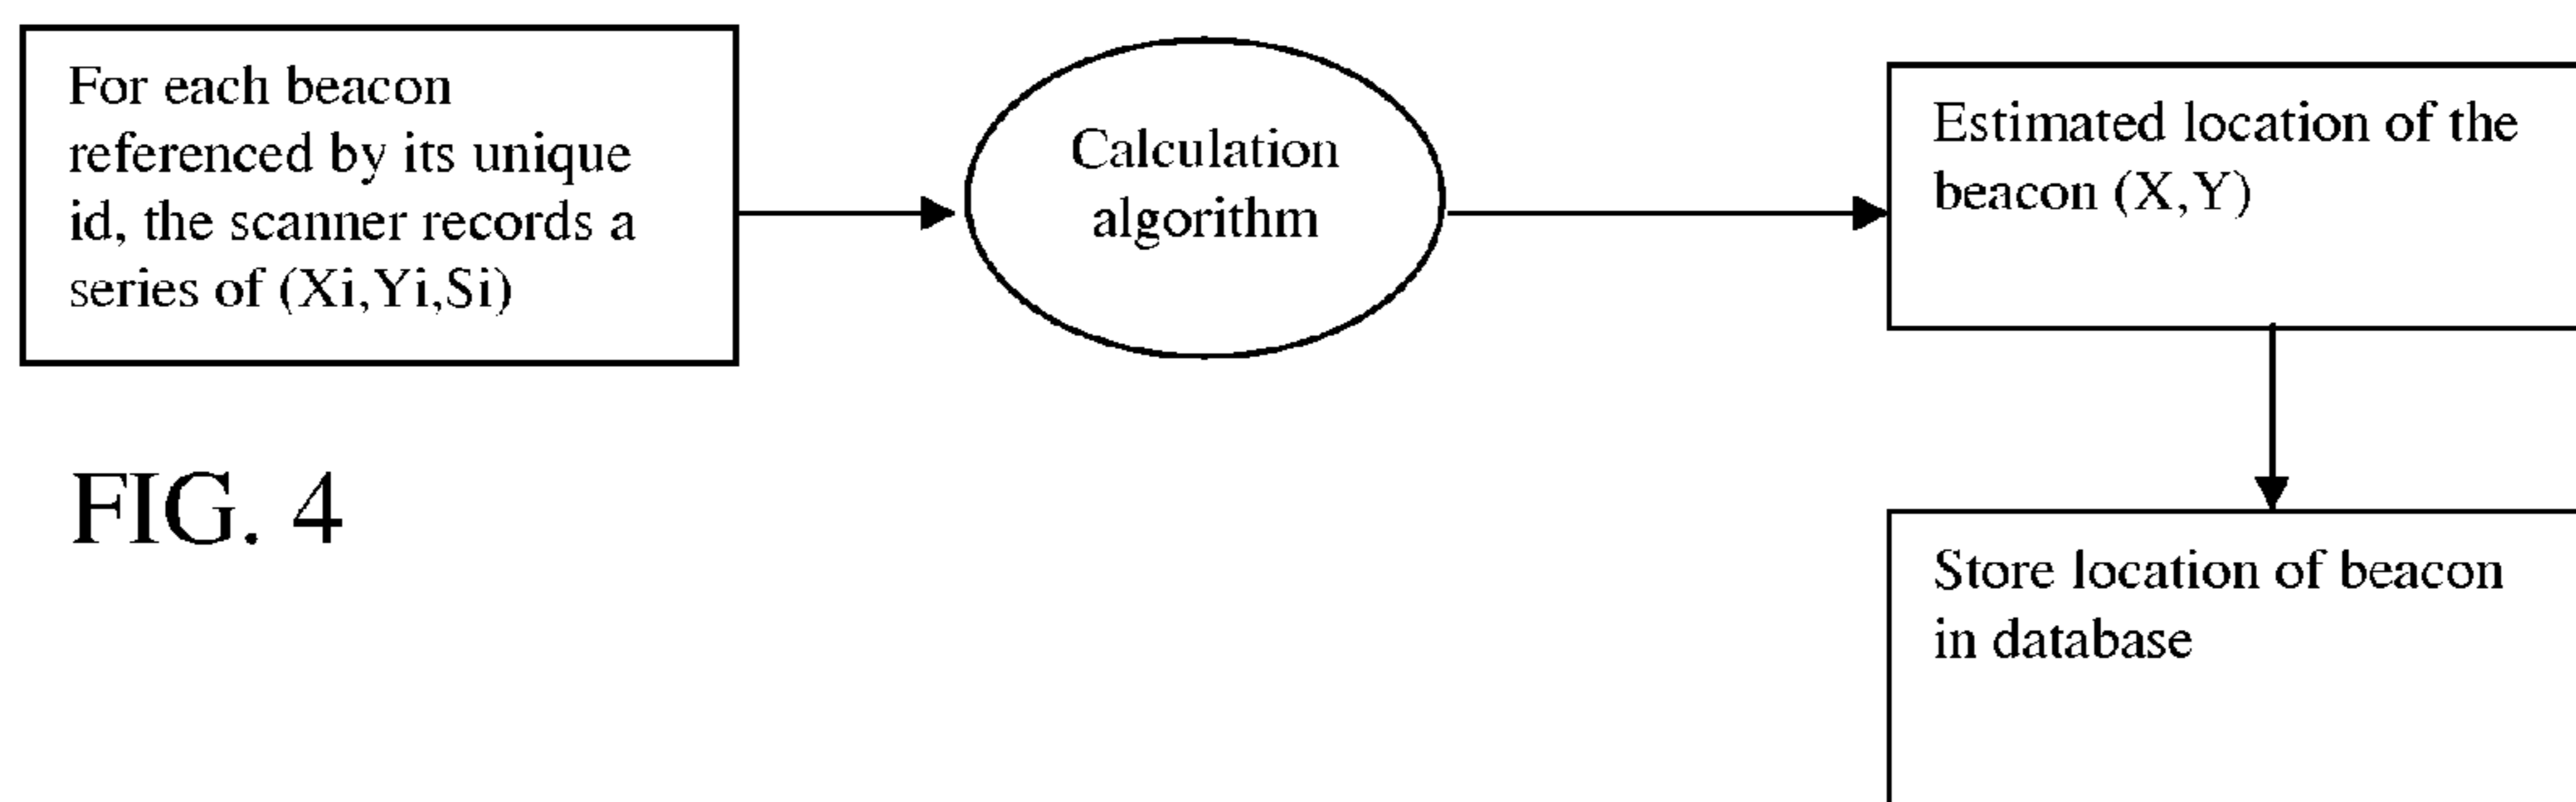 For each beacon
referenced by its unique
id, the scanner records a
series of (Xi,Yi,Si)
Calculation
algorithm
Estimated location of the
beacon (X,Y)
Store location of beacon
in database
FIG. 4